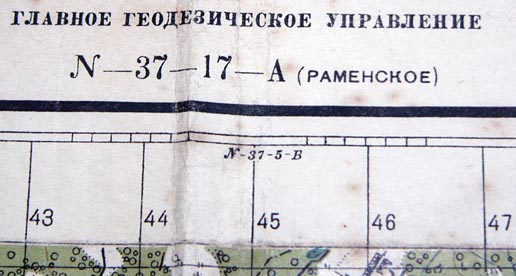 ГЛАВНОЕ ГЕОДЕЗИЧЕСКОЕ УПРАВЛЕНИЕ
N—37—17—А (РАМЕНСКОЕ)
N-37-5-В
43 44 45 46 47